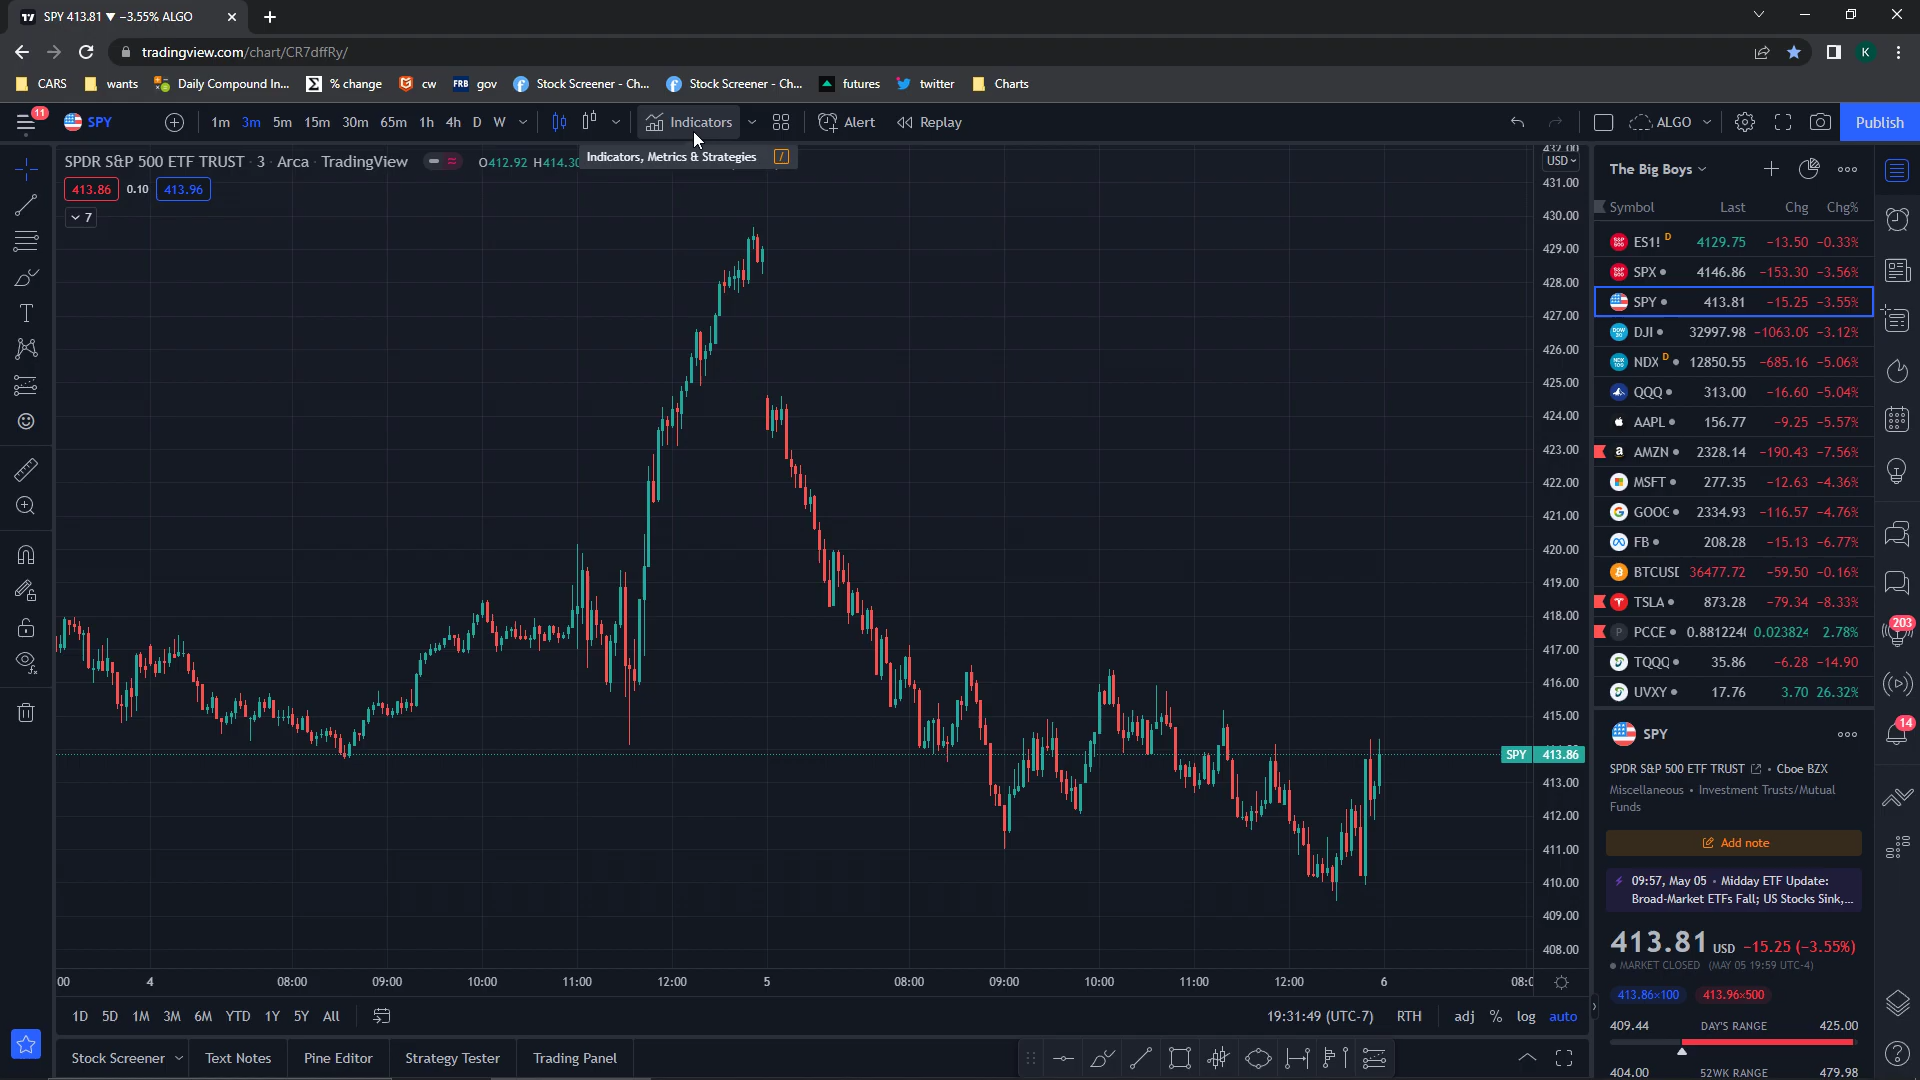 SPY 413.81 ▼ −3.55% ALGO
tradingview.com/chart/CR7dffRy/
K
CARS wants Daily Compound In... % change cw FRB gov Stock Screener - Ch... Stock Screener - Ch... futures twitter Charts
11 SPY 1m 3m 5m 15m 30m 65m 1h 4h D W Indicators Alert Replay ALGO Publish
SPDR S&P 500 ETF TRUST · 3 · Arca · TradingView O412.92 H414.30
Indicators, Metrics & Strategies /
413.86 0.10 413.96
7
USD
431.00
430.00
429.00
428.00
427.00
426.00
425.00
424.00
423.00
422.00
421.00
420.00
419.00
418.00
417.00
416.00
415.00
SPY 413.86
413.00
412.00
411.00
410.00
409.00
408.00
00 4 08:00 09:00 10:00 11:00 12:00 5 08:00 09:00 10:00 11:00 12:00 6 08:0
1D 5D 1M 3M 6M YTD 1Y 5Y All 19:31:49 (UTC-7) RTH adj % log auto
Stock Screener Text Notes Pine Editor Strategy Tester Trading Panel
The Big Boys
Symbol Last Chg Chg%
ES1! D 4129.75 −13.50 −0.33%
SPX 4146.86 −153.30 −3.56%
SPY 413.81 −15.25 −3.55%
DJI 32997.98 −1063.09 −3.12%
NDX D 12850.55 −685.16 −5.06%
QQQ 313.00 −16.60 −5.04%
AAPL 156.77 −9.25 −5.57%
AMZN 2328.14 −190.43 −7.56%
MSFT 277.35 −12.63 −4.36%
GOOG 2334.93 −116.57 −4.76%
FB 208.28 −15.13 −6.77%
BTCUSD 36477.72 −59.50 −0.16%
TSLA 873.28 −79.34 −8.33%
PCCE 0.8812240 0.023824 2.78%
TQQQ 35.86 −6.28 −14.90
UVXY 17.76 3.70 26.32%
203
14
SPY
SPDR S&P 500 ETF TRUST • Cboe BZX
Miscellaneous • Investment Trusts/Mutual
Funds
Add note
09:57, May 05 • Midday ETF Update:
Broad-Market ETFs Fall; US Stocks Sink,...
413.81 USD −15.25 (−3.55%)
MARKET CLOSED (MAY 05 19:59 UTC-4)
413.86×100 413.96×500
409.44 DAY'S RANGE 425.00
404.00 52WK RANGE 479.98